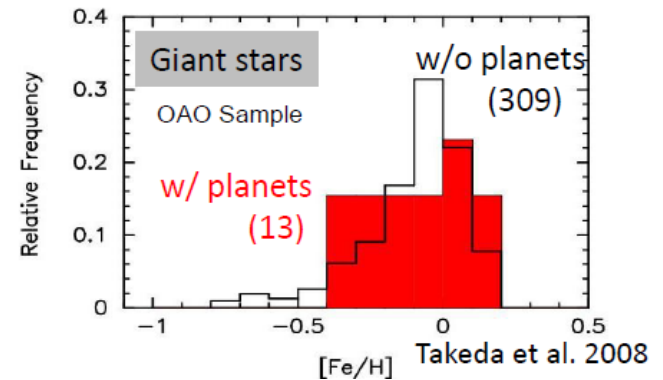 0.4
Giant stars
w/o planets
(309)
0.3
OAO Sample
Relative Frequency
0.2
w/ planets
(13)
0.1
0
−1
−0.5
0
0.5
[Fe/H]
Takeda et al. 2008